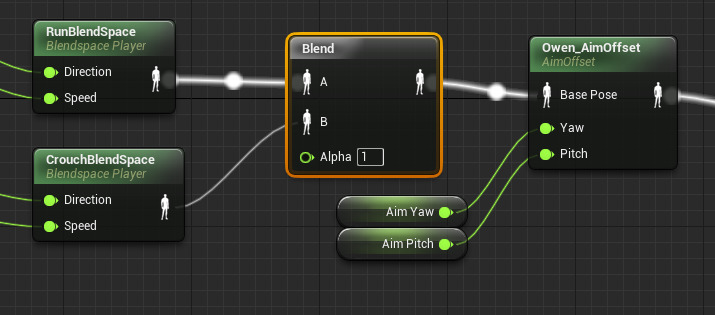 RunBlendSpace
Blendspace Player
Direction
Speed
CrouchBlendSpace
Blendspace Player
Direction
Speed
Blend
A
B
Alpha 1
Aim Yaw
Aim Pitch
Owen_AimOffset
AimOffset
Base Pose
Yaw
Pitch